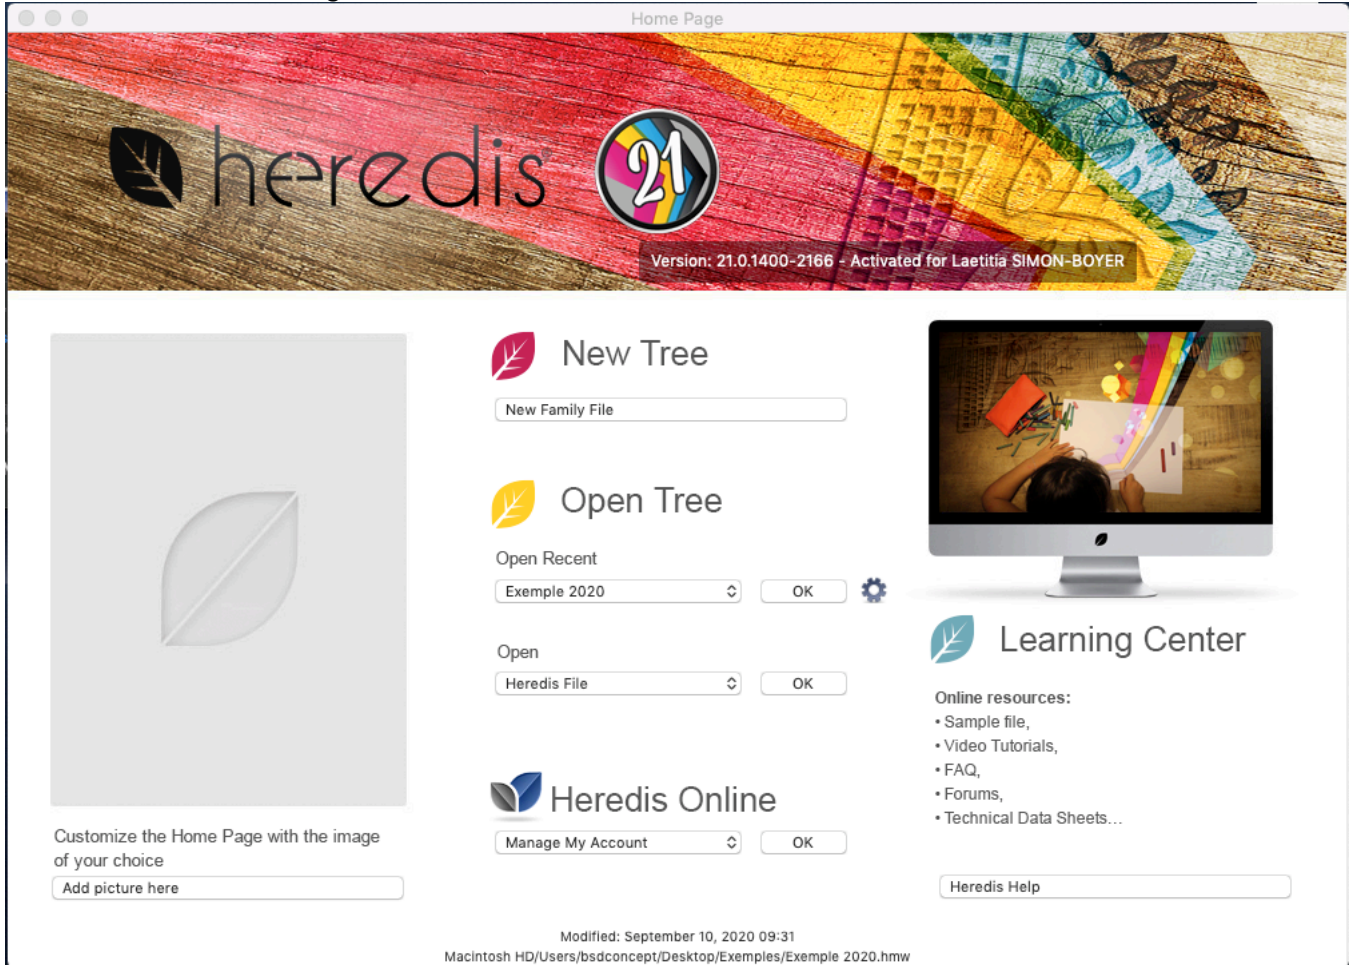 Home Page
heredis
21
Version: 21.0.1400-2166 - Activated for Laetitia SIMON-BOYER
New Tree
New Family File
Open Tree
Open Recent
Exemple 2020
OK
Open
Heredis File
OK
Heredis Online
Manage My Account
OK
Customize the Home Page with the image
of your choice
Add picture here
Learning Center
Online resources:
• Sample file,
• Video Tutorials,
• FAQ,
• Forums,
• Technical Data Sheets…
Heredis Help
Modified: September 10, 2020 09:31
Macintosh HD/Users/bsdconcept/Desktop/Exemples/Exemple 2020.hmw